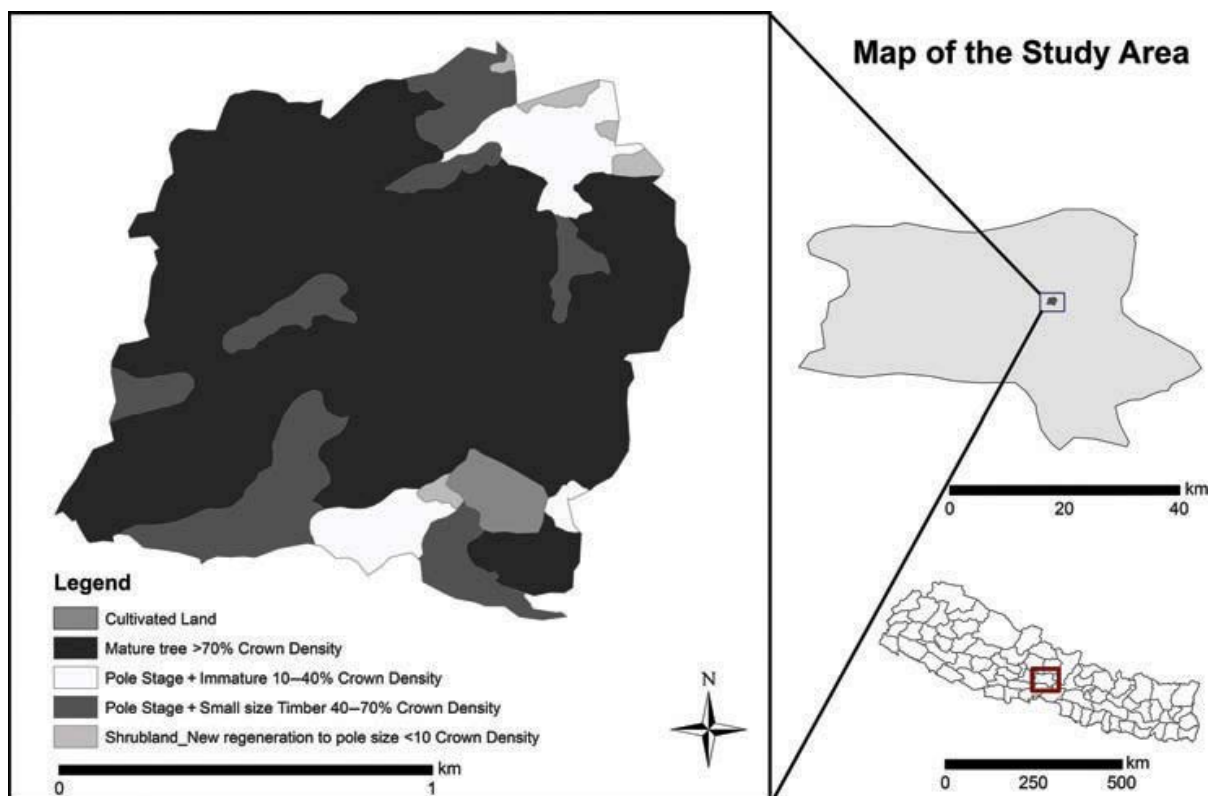 Map of the Study Area
Legend
Cultivated Land
Mature tree >70% Crown Density
Pole Stage + Immature 10–40% Crown Density
Pole Stage + Small size Timber 40–70% Crown Density
Shrubland_New regeneration to pole size <10 Crown Density
km
0 1
N
km
0 20 40
km
0 250 500